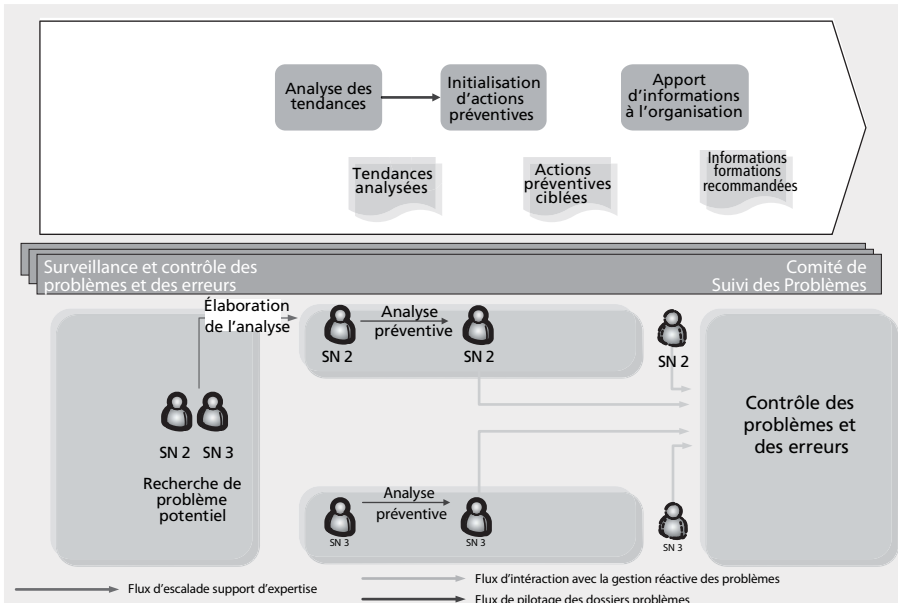 Analyse des
tendances
Initialisation
d'actions
préventives
Apport
d'informations
à l'organisation
Tendances
analysées
Actions
préventives
ciblées
Informations
formations
recommandées
Surveillance et contrôle des
problèmes et des erreurs
Comité de
Suivi des Problèmes
Élaboration
de l'analyse
SN 2
Analyse
préventive
SN 2
SN 2
SN 2 SN 3
Recherche de
problème
potentiel
Contrôle des
problèmes et
des erreurs
SN 3
Analyse
préventive
SN 3
SN 3
Flux d'escalade support d'expertise
Flux d'intéraction avec la gestion réactive des problèmes
Flux de pilotage des dossiers problèmes